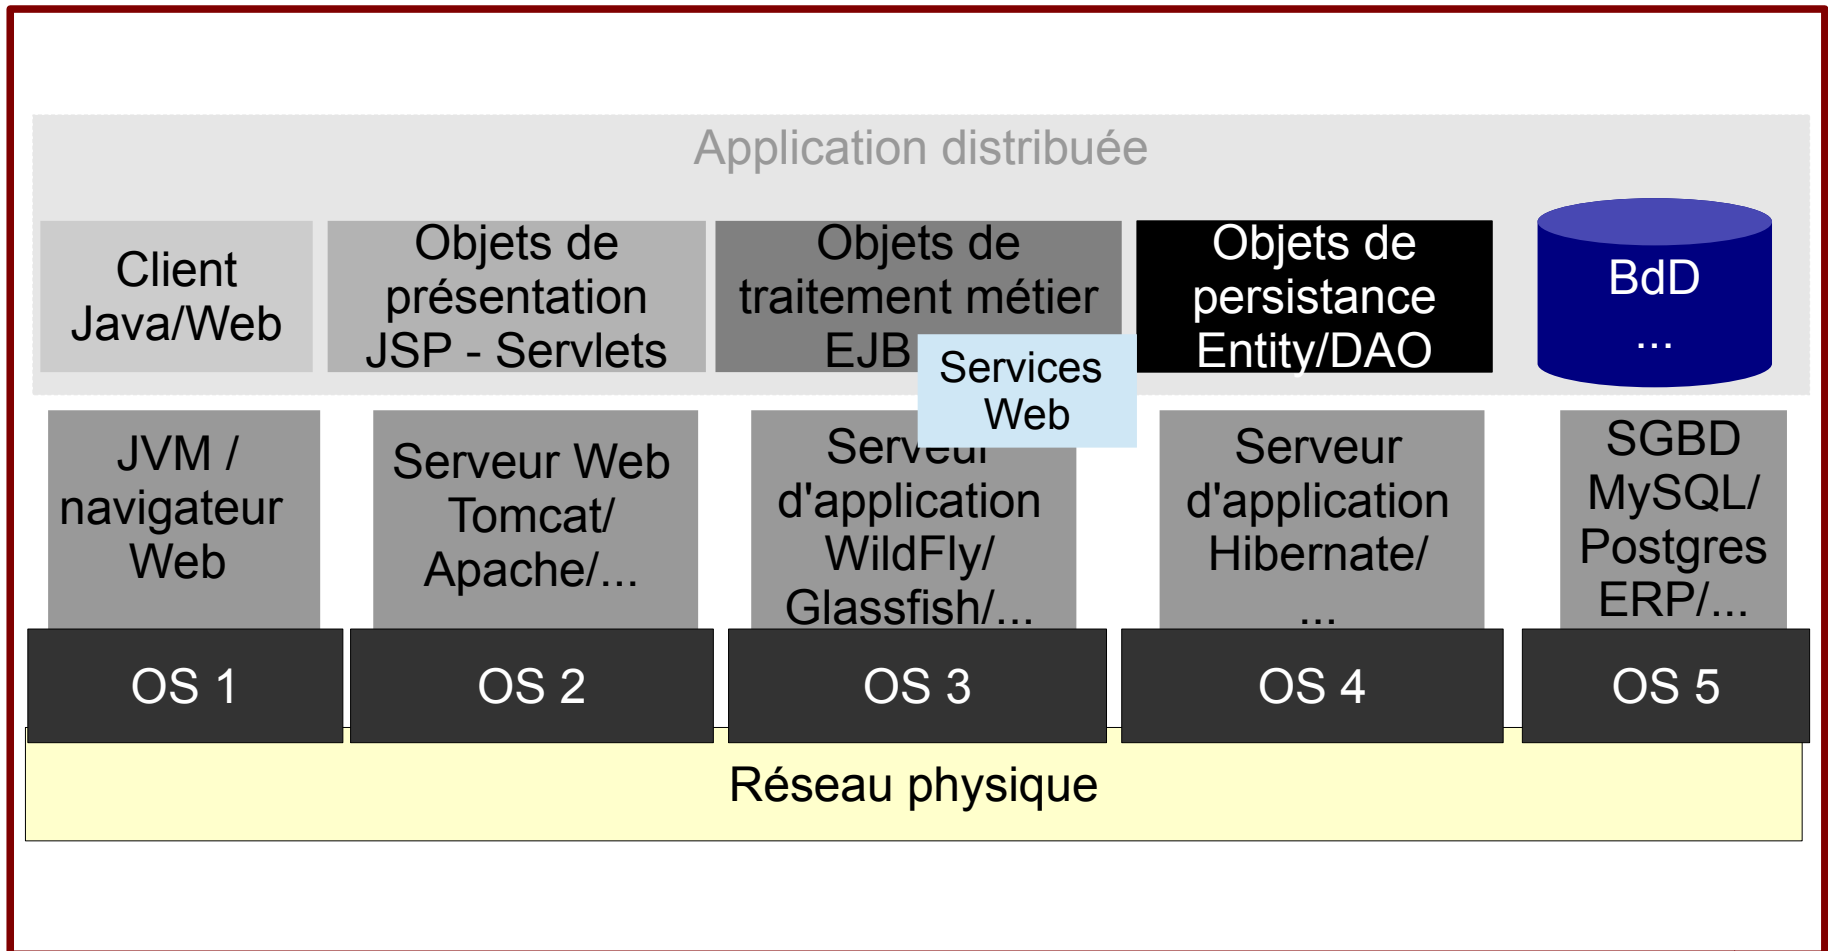 Application distribuée
Client
Java/Web
Objets de
présentation
JSP - Servlets
Objets de
traitement métier
EJB
Services
Web
Objets de
persistance
Entity/DAO
BdD
...
JVM /
navigateur
Web
Serveur Web
Tomcat/
Apache/...
Serveur
d'application
WildFly/
Glassfish/...
Serveur
d'application
Hibernate/
...
SGBD
MySQL/
Postgres
ERP/...
OS 1
OS 2
OS 3
OS 4
OS 5
Réseau physique